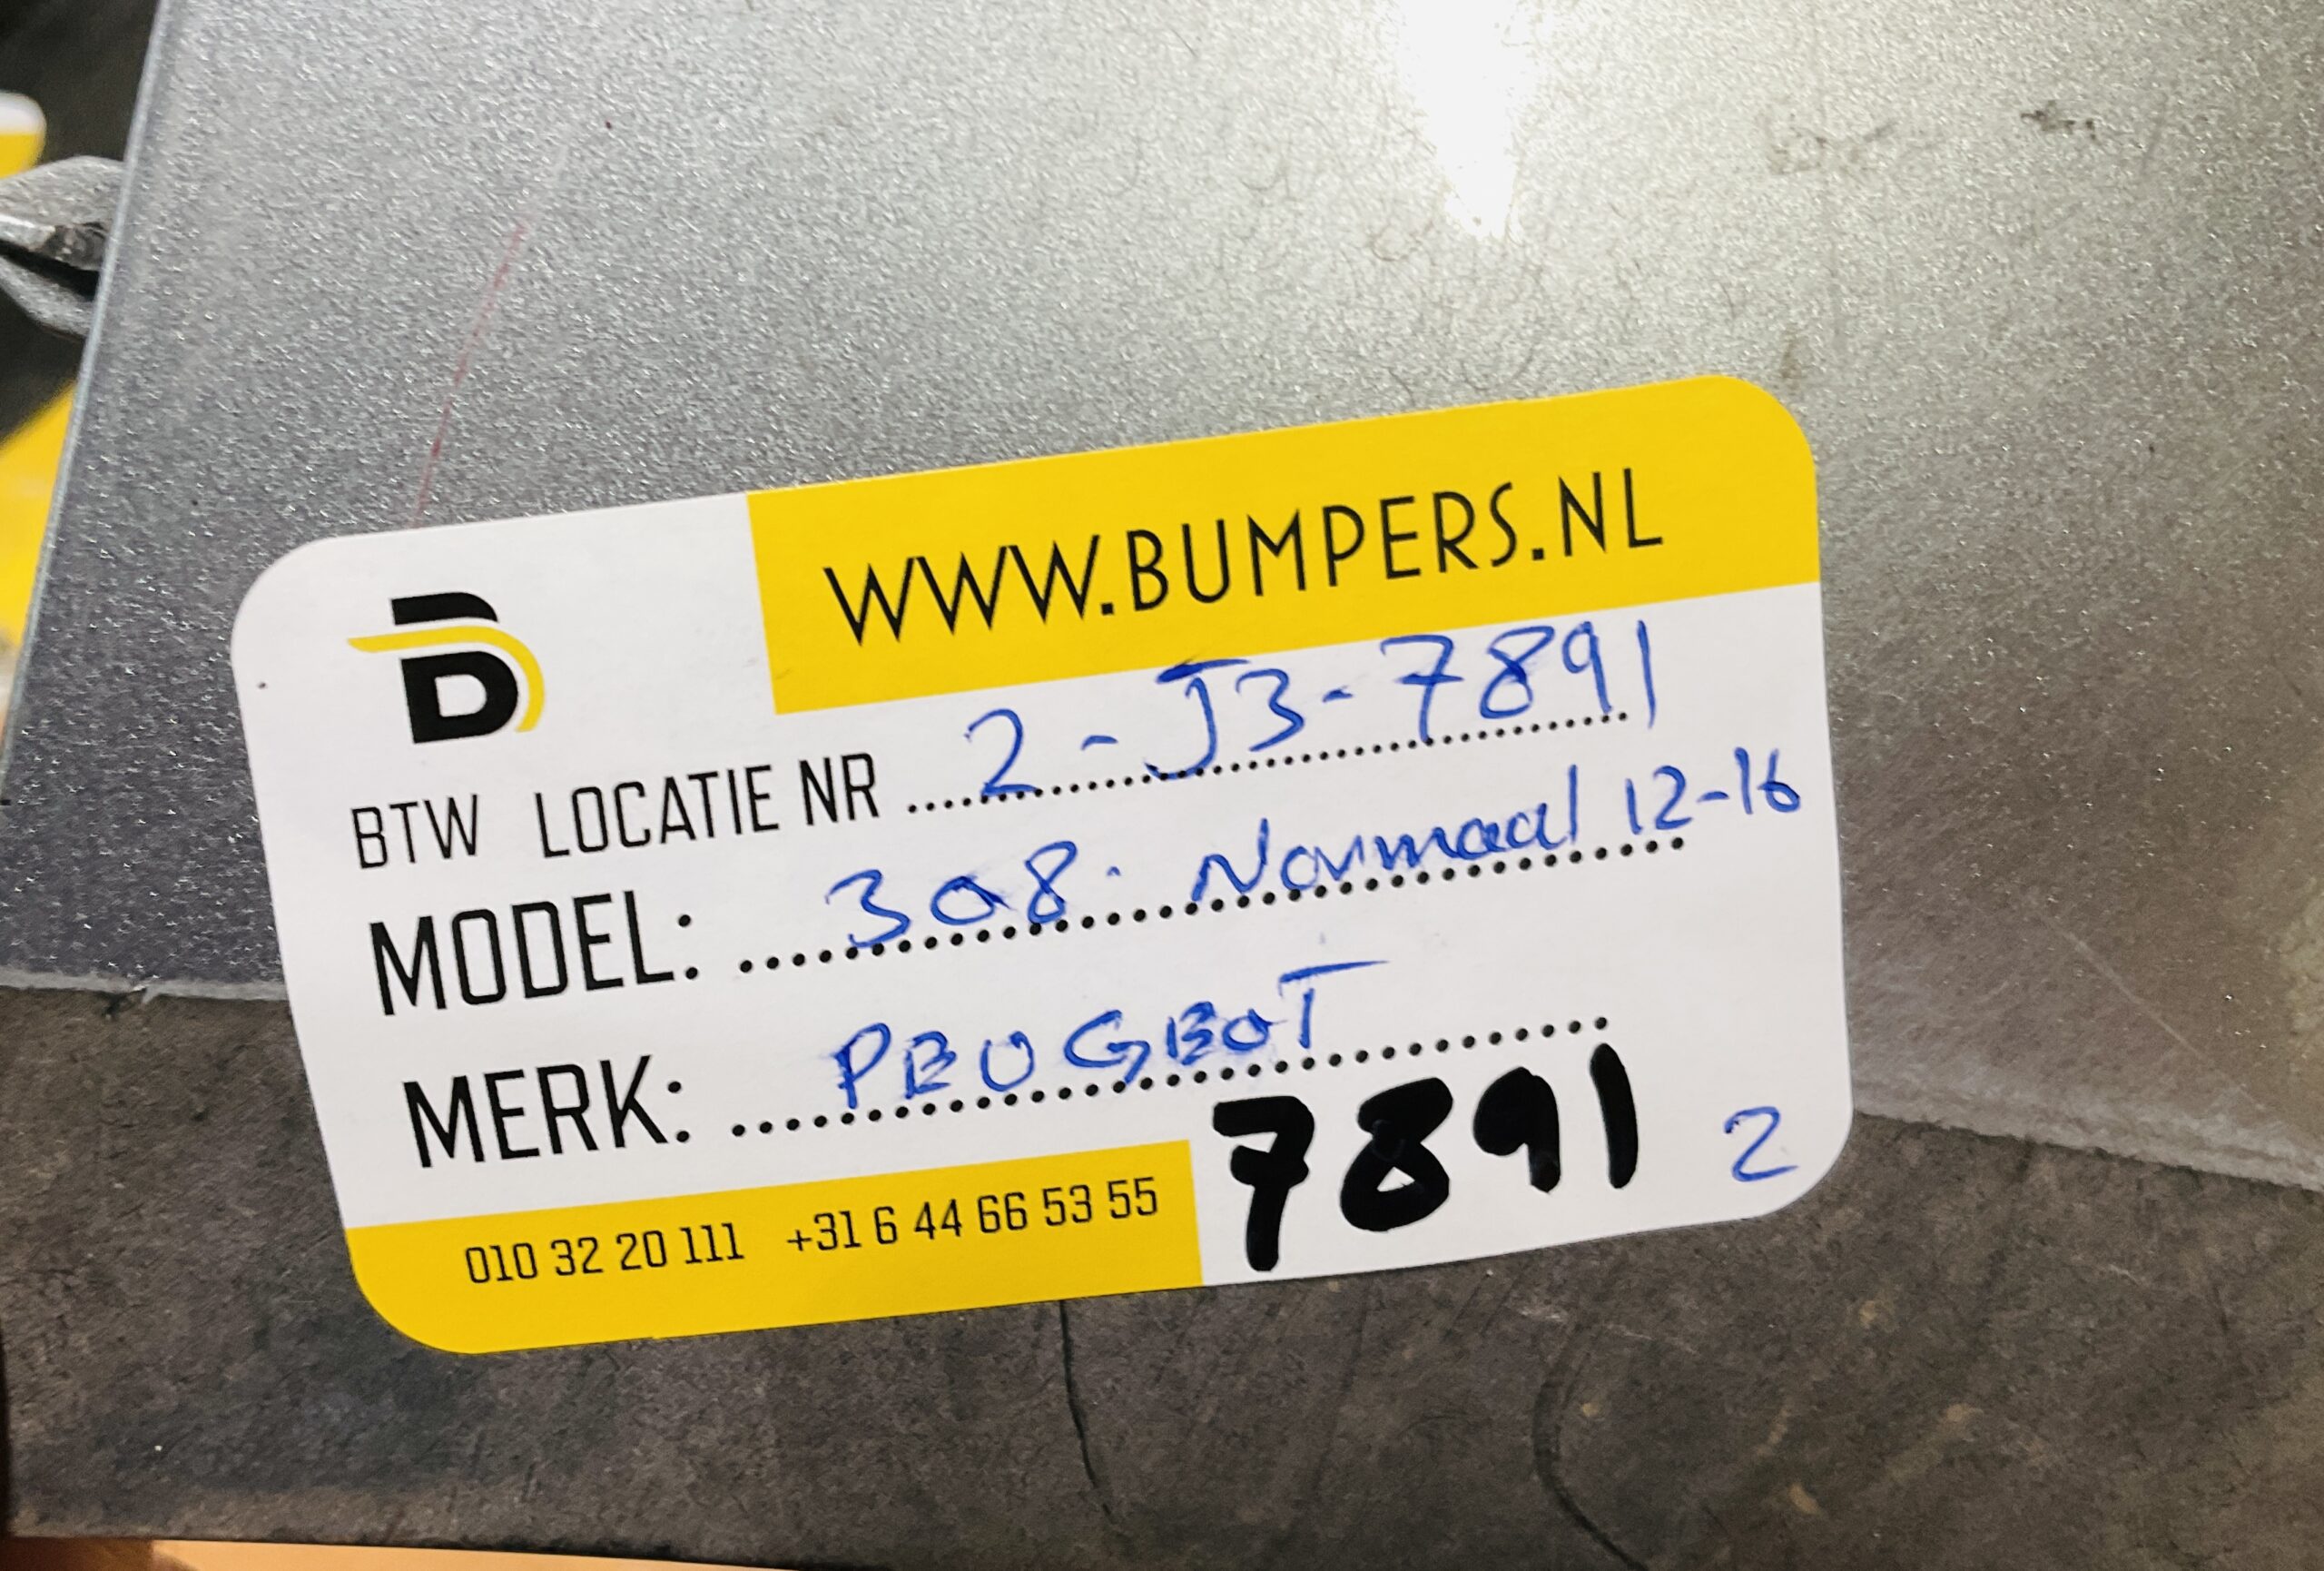 WWW.BUMPERS.NL
B
BTW LOCATIE NR 2-J3-7891
MODEL: 308. Normaal 12-16
MERK: PEUGEOT
7891 2
010 32 20 111 +31 6 44 66 53 55